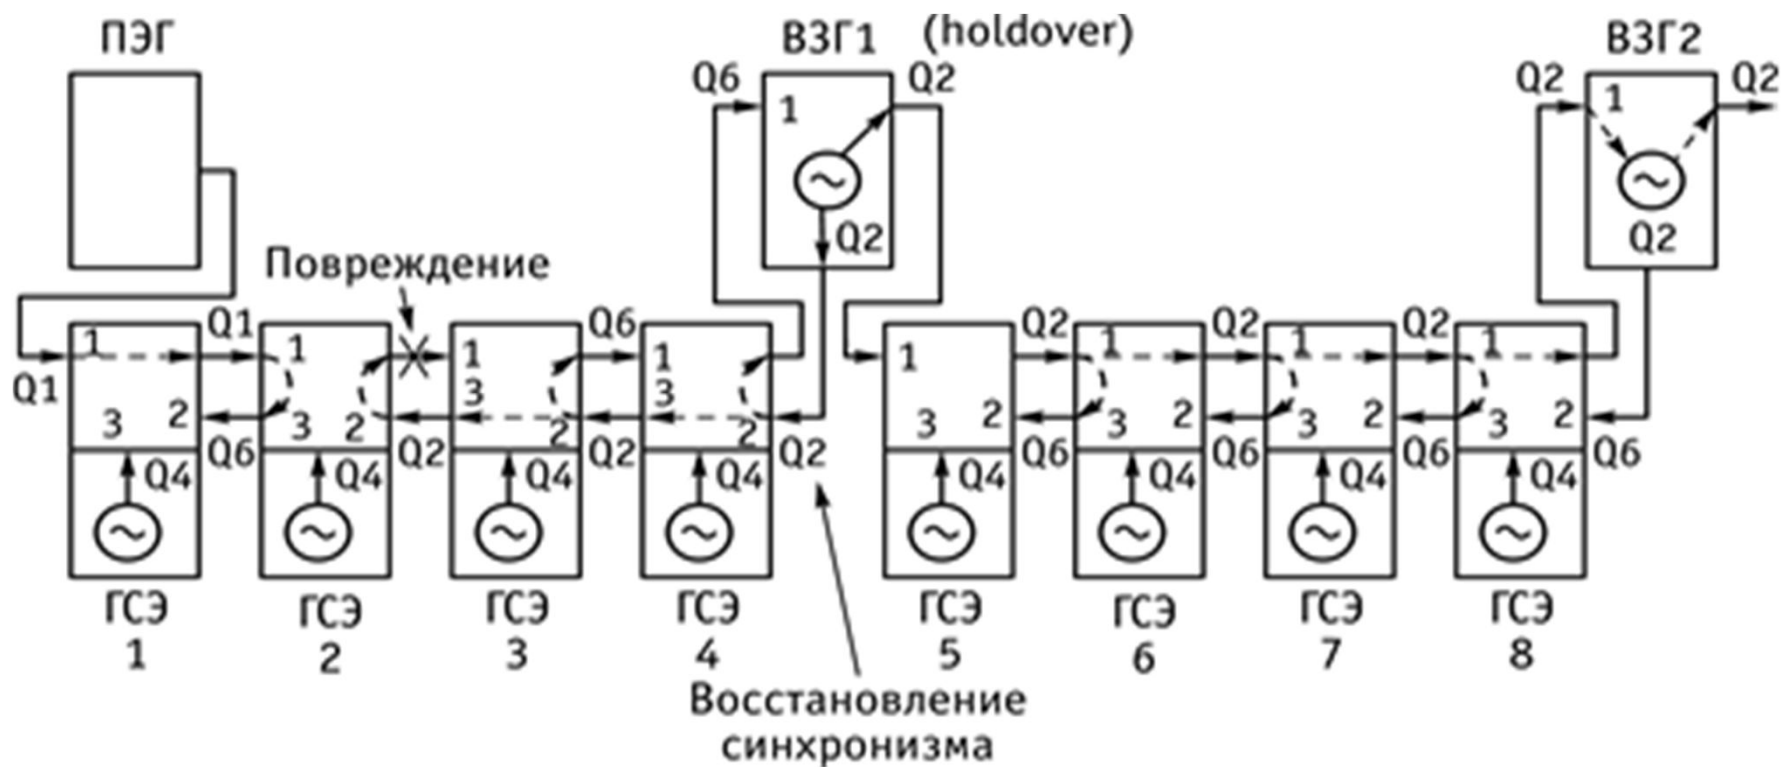 ПЭГ
ВЗГ1
(holdover)
ВЗГ2
Q6
Q2
Q2
Q2
1
1
Q2
Q2
Повреждение
Q1
Q6
Q2
Q2
Q2
1
1
1
1
1
1
1
1
Q1
3
2
3
2
3
2
3
2
3
2
3
2
3
2
3
2
Q6
Q2
Q2
Q2
Q6
Q6
Q6
Q6
Q4
Q4
Q4
Q4
Q4
Q4
Q4
Q4
ГСЭ
ГСЭ
ГСЭ
ГСЭ
ГСЭ
ГСЭ
ГСЭ
ГСЭ
1
2
3
4
5
6
7
8
Восстановление
синхронизма